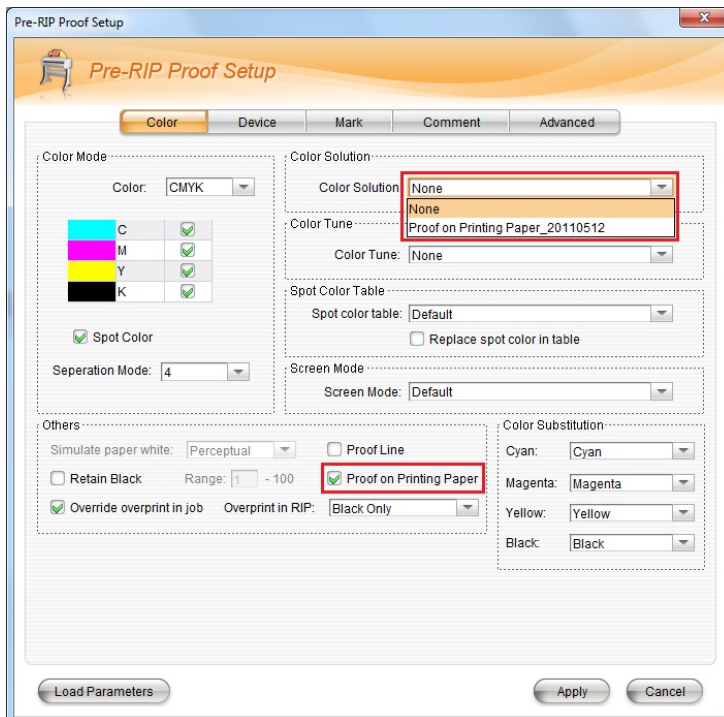 Pre-RIP Proof Setup
x
Pre-RIP Proof Setup
Color Device Mark Comment Advanced
Color Mode
Color: CMYK
C
M
Y
K
Spot Color
Seperation Mode: 4
Color Solution
Color Solution None
None
Proof on Printing Paper_20110512
Color Tune
Color Tune: None
Spot Color Table
Spot color table: Default
Replace spot color in table
Screen Mode
Screen Mode: Default
Others
Simulate paper white: Perceptual Proof Line
Retain Black Range: 1 - 100 Proof on Printing Paper
Override overprint in job Overprint in RIP: Black Only
Color Substitution
Cyan: Cyan
Magenta: Magenta
Yellow: Yellow
Black: Black
Load Parameters Apply Cancel